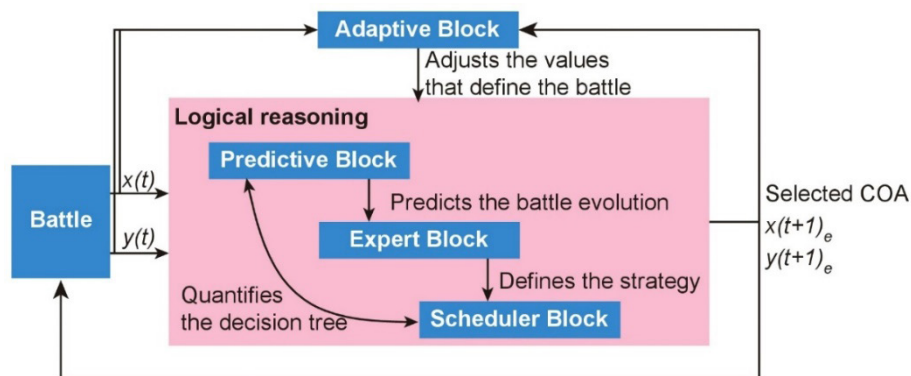 Adaptive Block
Adjusts the values
that define the battle
Logical reasoning
Predictive Block
x(t)
Predicts the battle evolution
Selected COA
Battle
x(t+1)e
y(t)
Expert Block
y(t+1)e
Defines the strategy
Quantifies
the decision tree
Scheduler Block